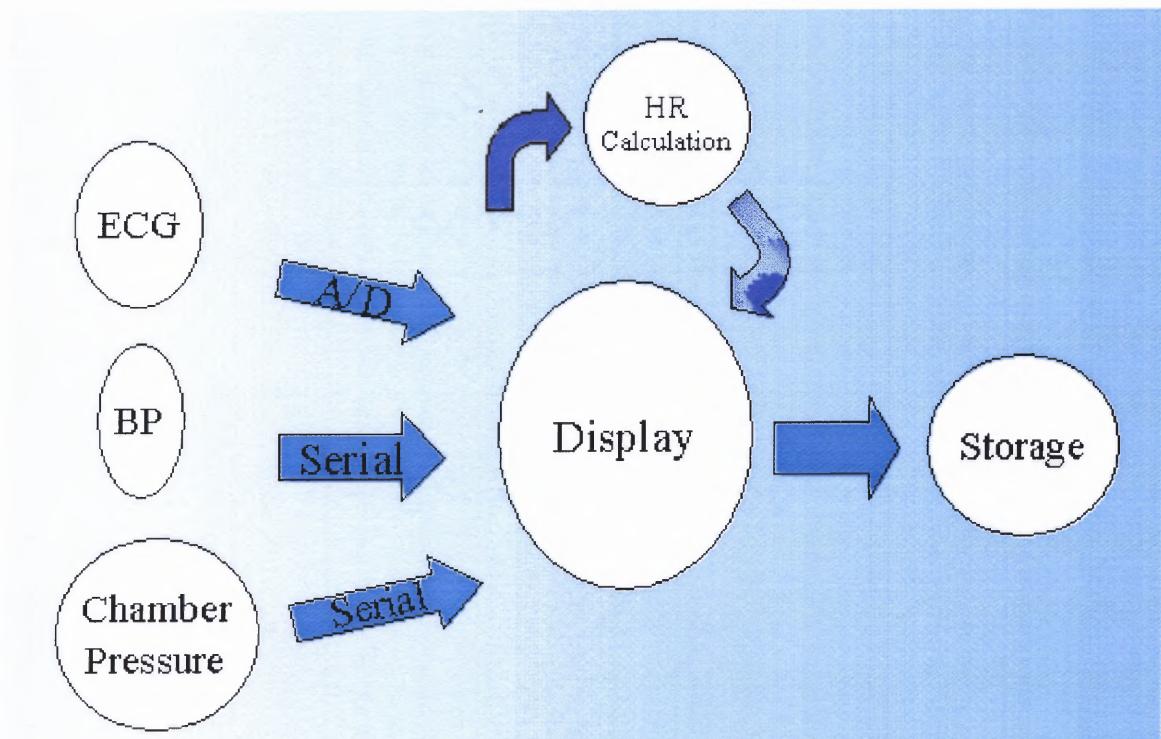 HR
Calculation
ECG
A/D
BP
Serial
Display
Storage
Chamber
Pressure
Serial